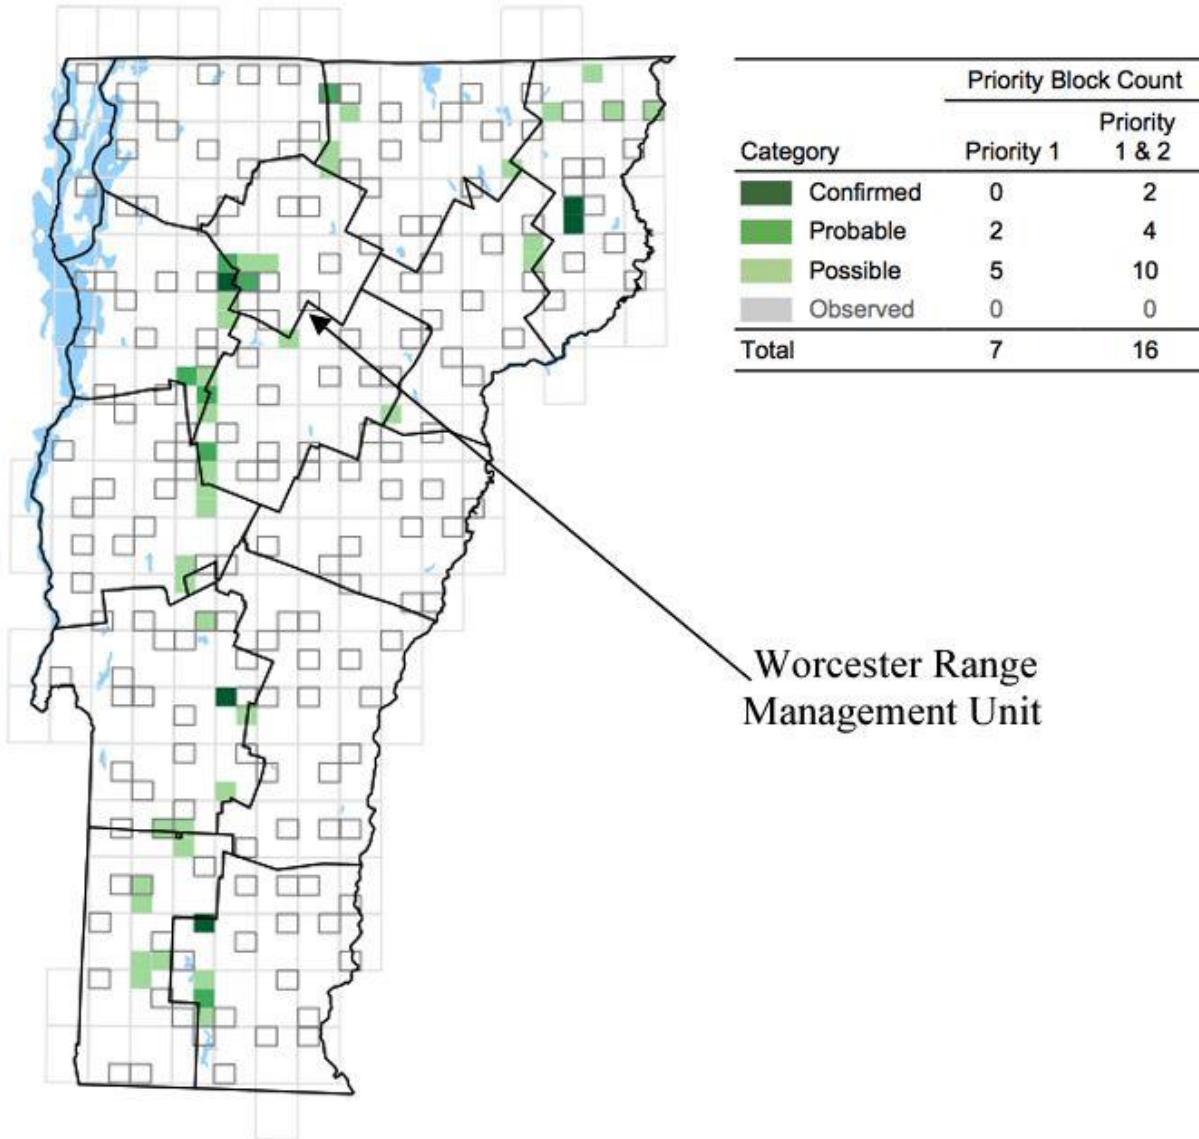 Priority Block Count
Priority
Category Priority 1 1 & 2
Confirmed 0 2
Probable 2 4
Possible 5 10
Observed 0 0
Total 7 16
Worcester Range
Management Unit